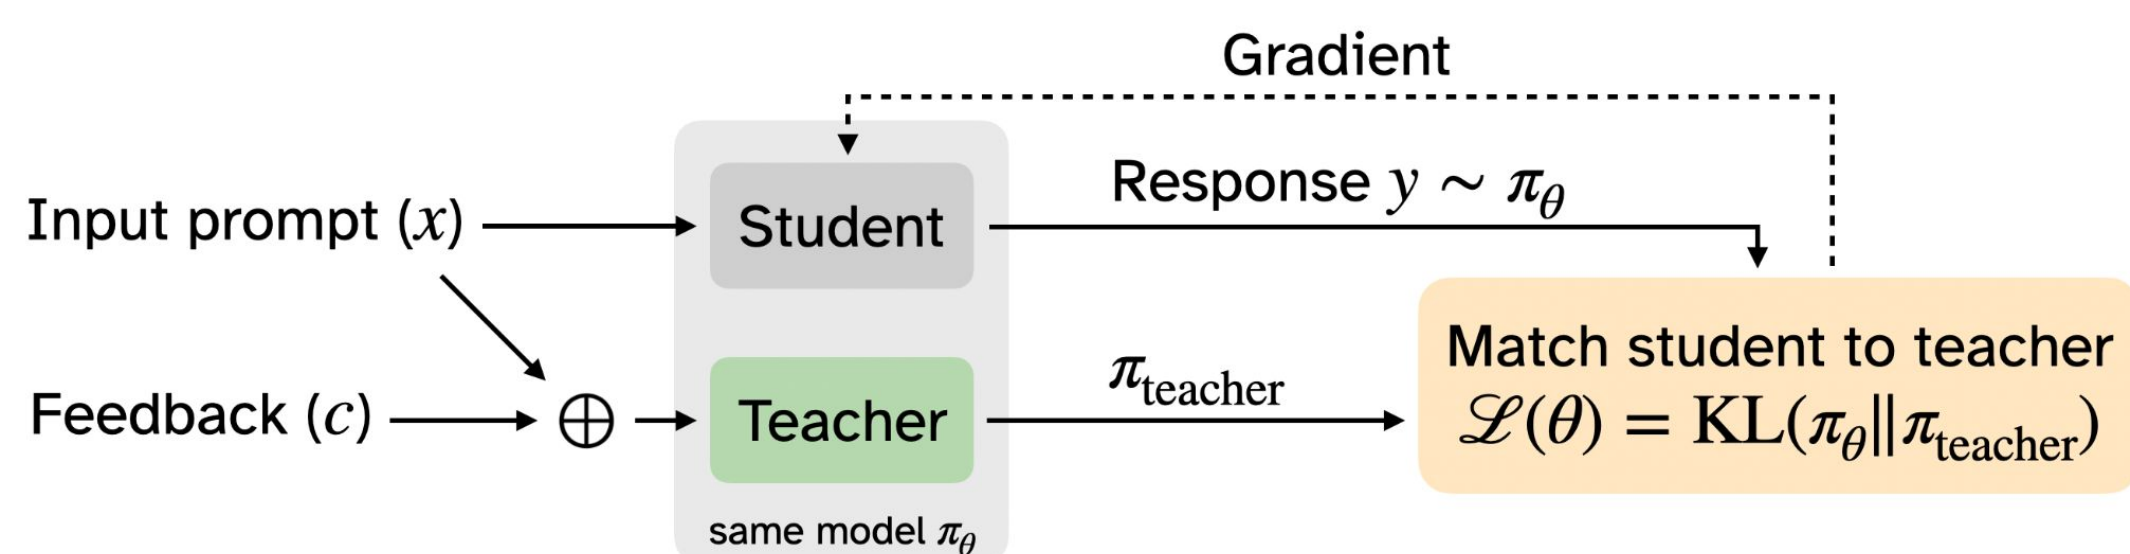 Gradient
Response y ∼ π_θ
Input prompt (x)
Student
Feedback (c)
⊕
Teacher
π_teacher
Match student to teacher
ℒ(θ) = KL(π_θ||π_teacher)
same model π_θ